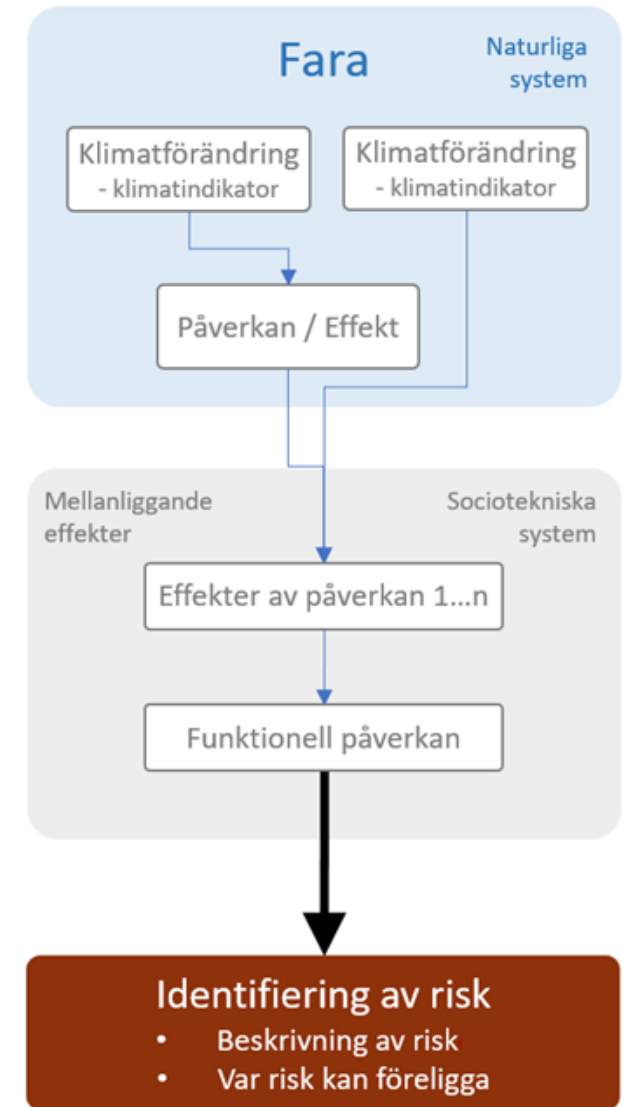 Fara
Naturliga
system
Klimatförändring
- klimatindikator
Klimatförändring
- klimatindikator
Påverkan / Effekt
Mellanliggande
effekter
Sociotekniska
system
Effekter av påverkan 1...n
Funktionell påverkan
Identifiering av risk
• Beskrivning av risk
• Var risk kan föreligga